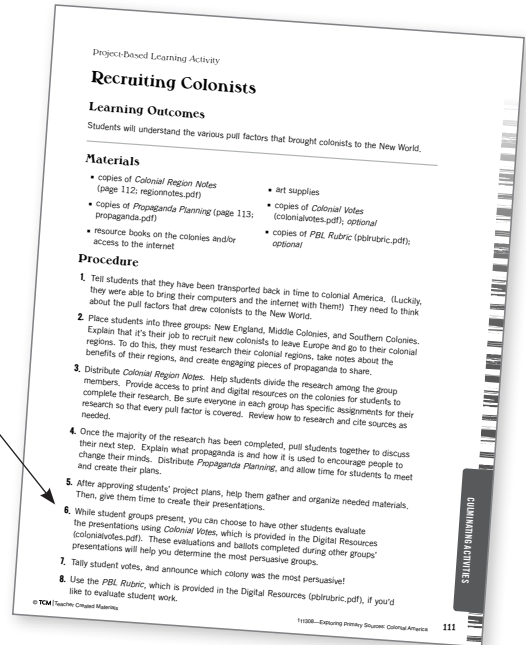 Project-Based Learning Activity
Recruiting Colonists
Learning Outcomes
Students will understand the various pull factors that brought colonists to the New World.
Materials
• copies of Colonial Region Notes
(page 112; regionnotes.pdf)
• copies of Propaganda Planning (page 113;
propaganda.pdf)
• resource books on the colonies and/or
access to the internet
• art supplies
• copies of Colonial Votes
(colonialvotes.pdf); optional
• copies of PBL Rubric (pblrubric.pdf);
optional
Procedure
1. Tell students that they have been transported back in time to colonial America. (Luckily,
they were able to bring their computers and the internet with them!) They need to think
about the pull factors that drew colonists to the New World.
2. Place students into three groups: New England, Middle Colonies, and Southern Colonies.
Explain that it's their job to recruit new colonists to leave Europe and go to their colonial
regions. To do this, they must research their colonial regions, take notes about the
benefits of their regions, and create engaging pieces of propaganda to share.
3. Distribute Colonial Region Notes. Help students divide the research among the group
members. Provide access to print and digital resources on the colonies for students to
complete their research. Be sure everyone in each group has specific assignments for their
research so that every pull factor is covered. Review how to research and cite sources as
needed.
4. Once the majority of the research has been completed, pull students together to discuss
their next step. Explain what propaganda is and how it is used to encourage people to
change their minds. Distribute Propaganda Planning, and allow time for students to meet
and create their plans.
5. After approving students' project plans, help them gather and organize needed materials.
Then, give them time to create their presentations.
6. While student groups present, you can choose to have other students evaluate
the presentations using Colonial Votes, which is provided in the Digital Resources
(colonialvotes.pdf). These evaluations and ballots completed during other groups'
presentations will help you determine the most persuasive groups.
7. Tally student votes, and announce which colony was the most persuasive!
8. Use the PBL Rubric, which is provided in the Digital Resources (pblrubric.pdf), if you'd
like to evaluate student work.
CULMINATING ACTIVITIES
© TCM | Teacher Created Materials
111308—Exploring Primary Sources: Colonial America 111